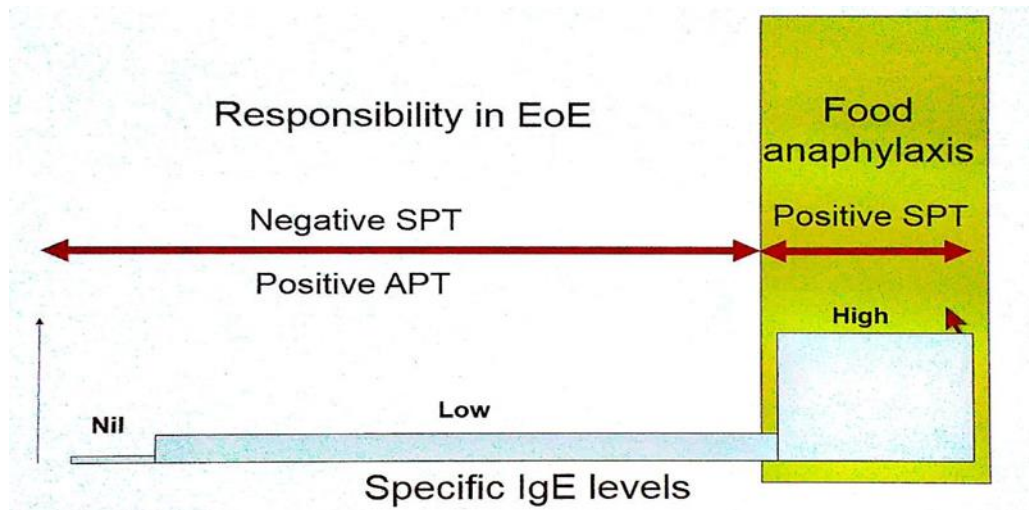 Responsibility in EoE
Food
anaphylaxis
Negative SPT
Positive SPT
Positive APT
High
Nil
Low
Specific IgE levels